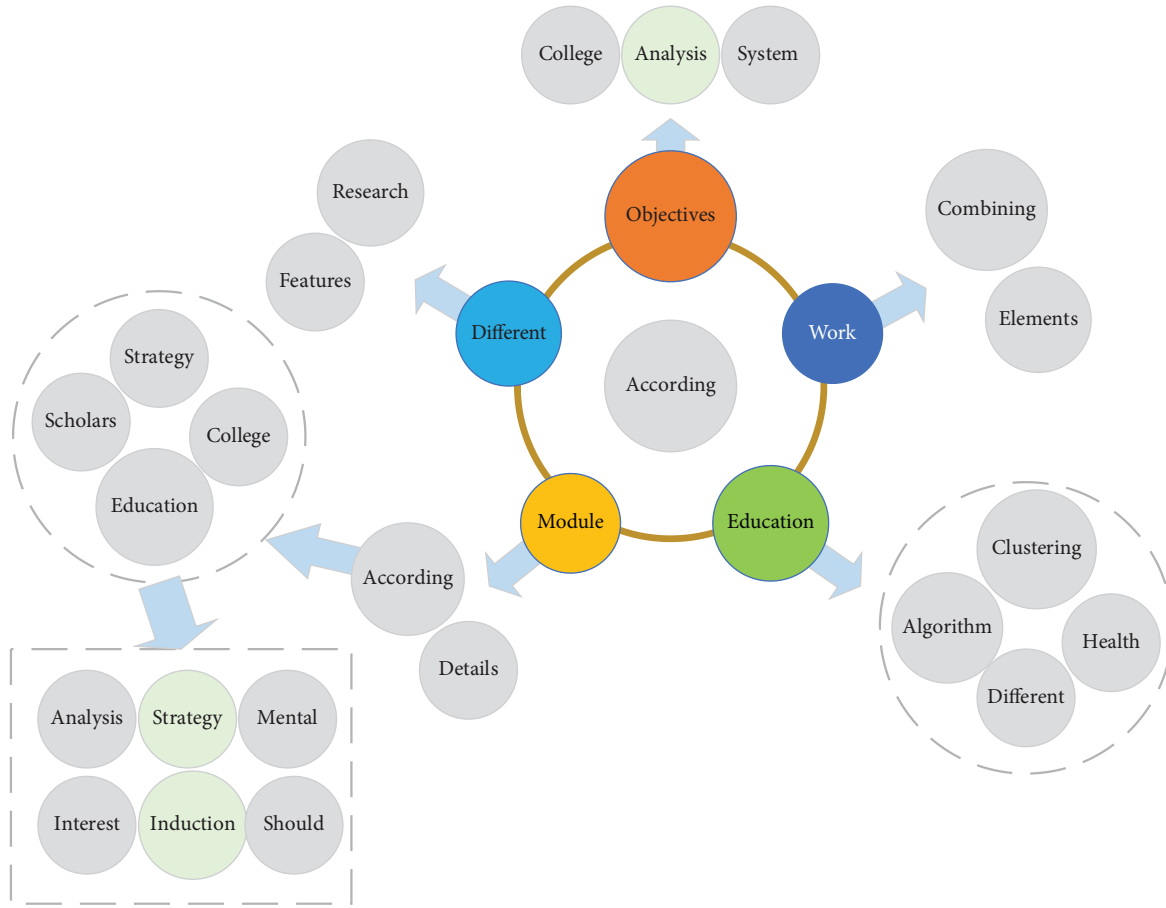 College
Analysis
System
Research
Features
Objectives
Combining
Elements
Different
Work
According
Strategy
Scholars
College
Education
Module
Education
According
Details
Clustering
Algorithm
Health
Different
Analysis
Strategy
Mental
Interest
Induction
Should